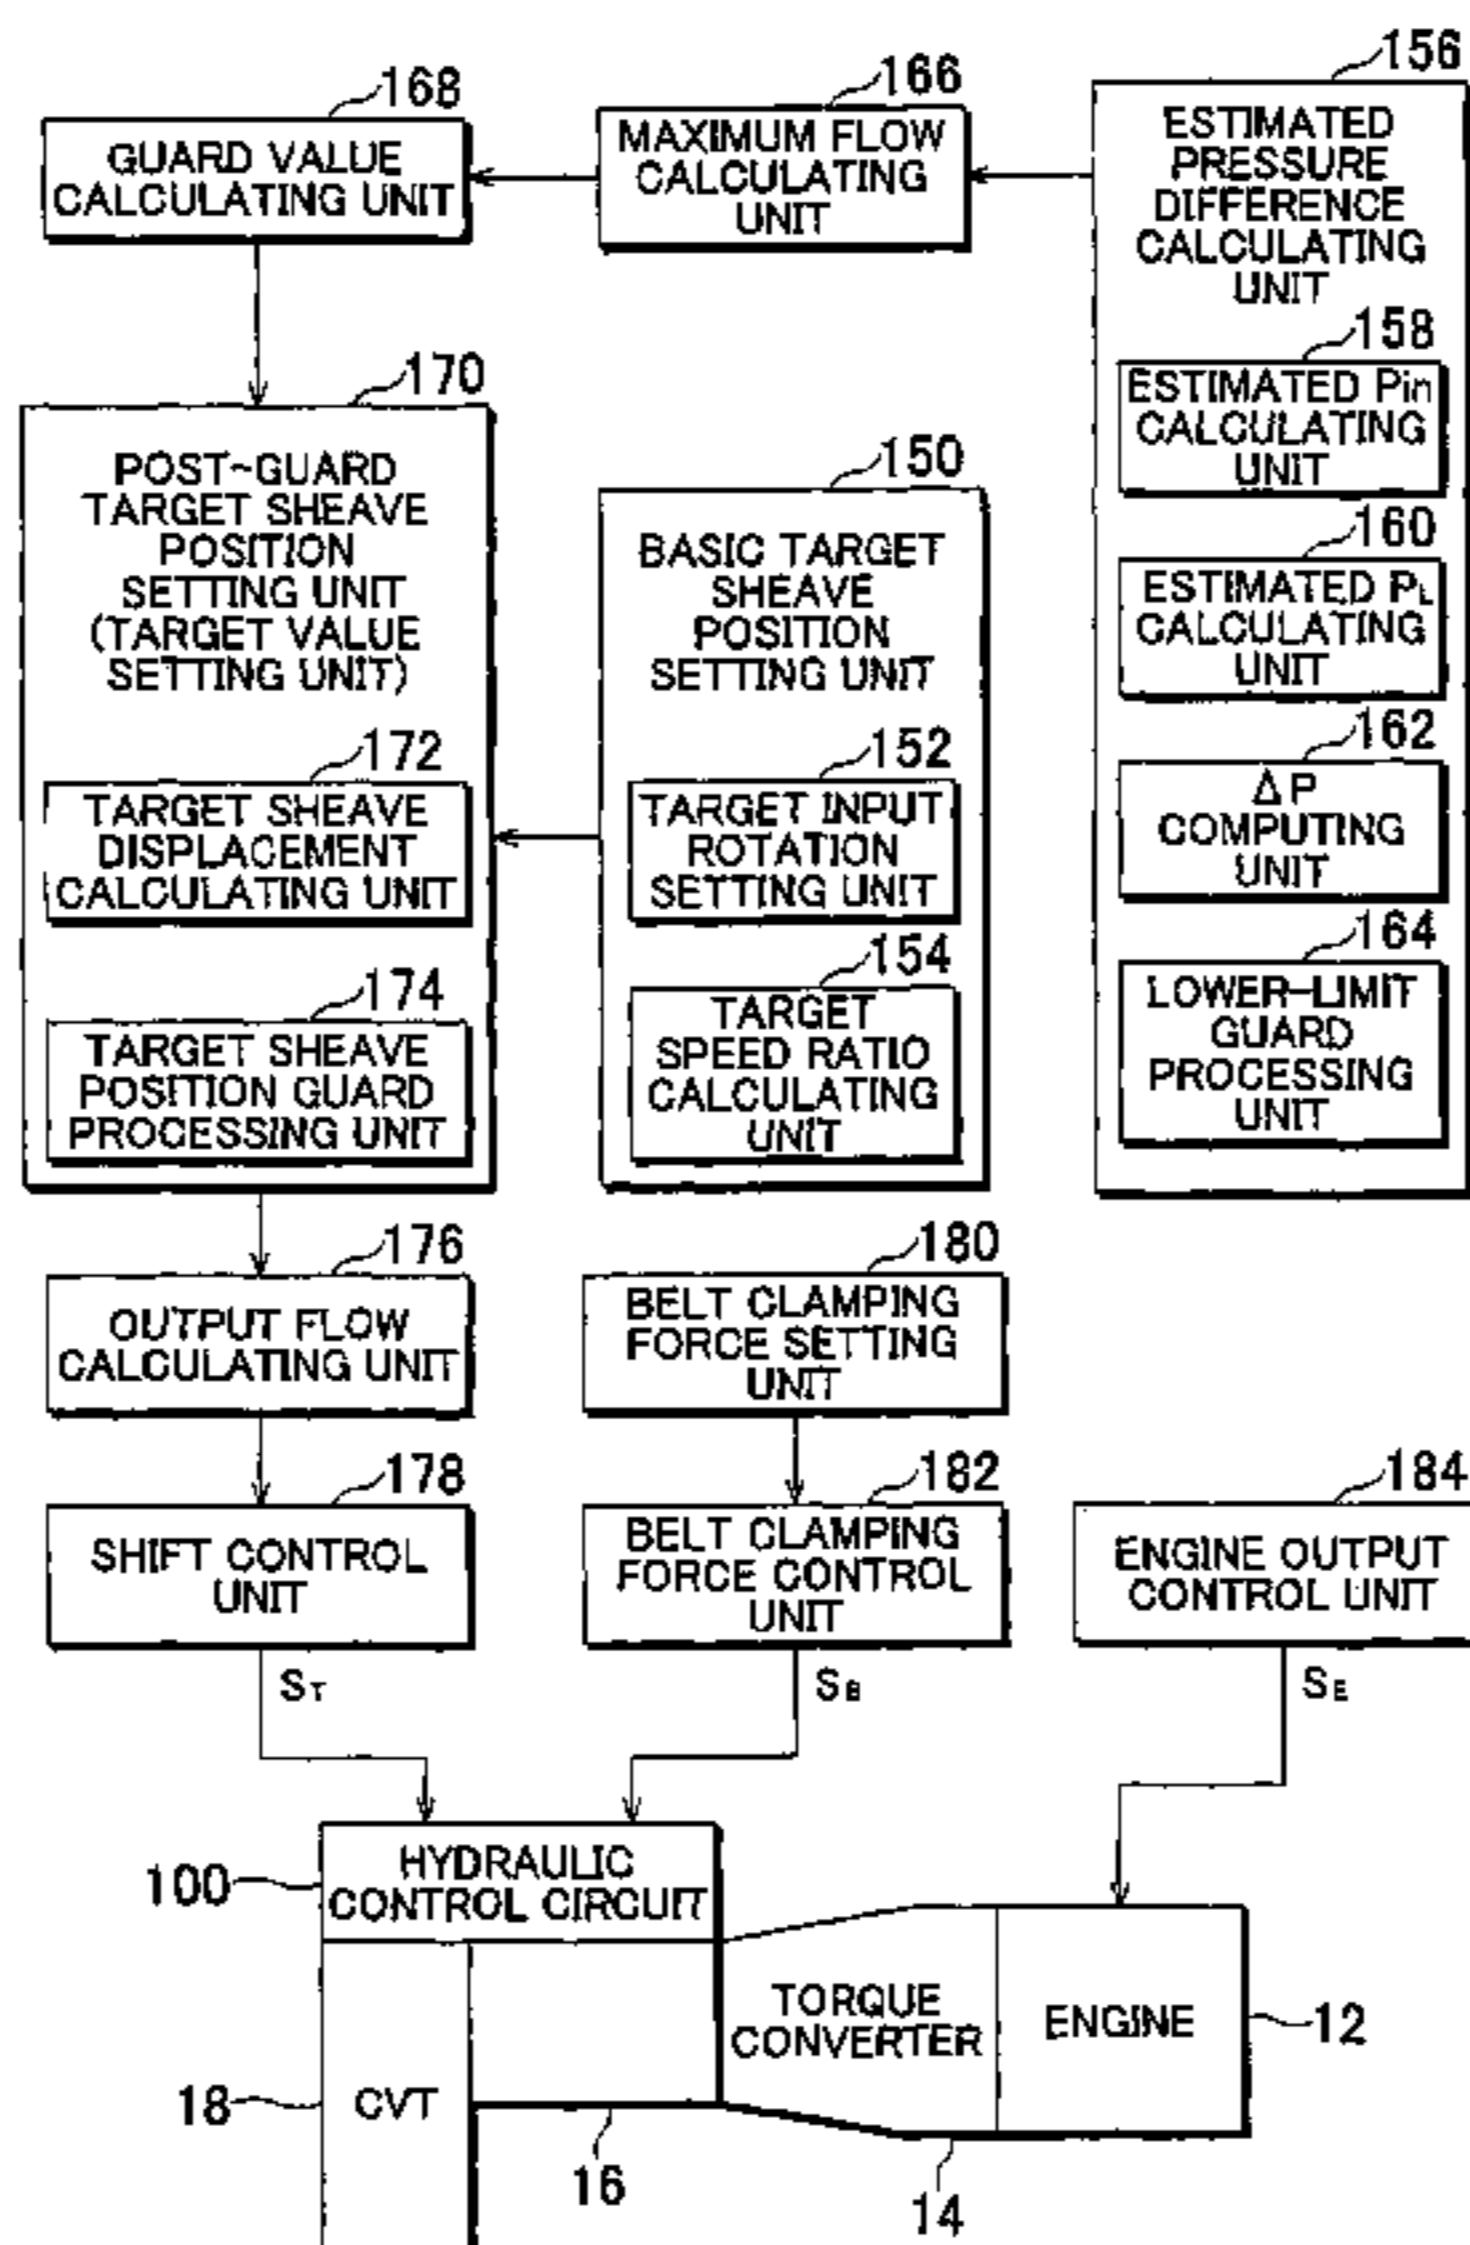 168
GUARD VALUE
CALCULATING UNIT
166
MAXIMUM FLOW
CALCULATING
UNIT
156
ESTIMATED
PRESSURE
DIFFERENCE
CALCULATING
UNIT
158
ESTIMATED Pin
CALCULATING
UNIT
160
ESTIMATED PL
CALCULATING
UNIT
162
ΔP
COMPUTING
UNIT
164
LOWER-LIMIT
GUARD
PROCESSING
UNIT
170
POST-GUARD
TARGET SHEAVE
POSITION
SETTING UNIT
(TARGET VALUE
SETTING UNIT)
172
TARGET SHEAVE
DISPLACEMENT
CALCULATING UNIT
174
TARGET SHEAVE
POSITION GUARD
PROCESSING UNIT
150
BASIC TARGET
SHEAVE
POSITION
SETTING UNIT
152
TARGET INPUT
ROTATION
SETTING UNIT
154
TARGET
SPEED RATIO
CALCULATING
UNIT
176
OUTPUT FLOW
CALCULATING UNIT
180
BELT CLAMPING
FORCE SETTING
UNIT
178
SHIFT CONTROL
UNIT
182
BELT CLAMPING
FORCE CONTROL
UNIT
184
ENGINE OUTPUT
CONTROL UNIT
ST
SB
SE
100
HYDRAULIC
CONTROL CIRCUIT
TORQUE
CONVERTER
ENGINE
12
18
CVT
16
14